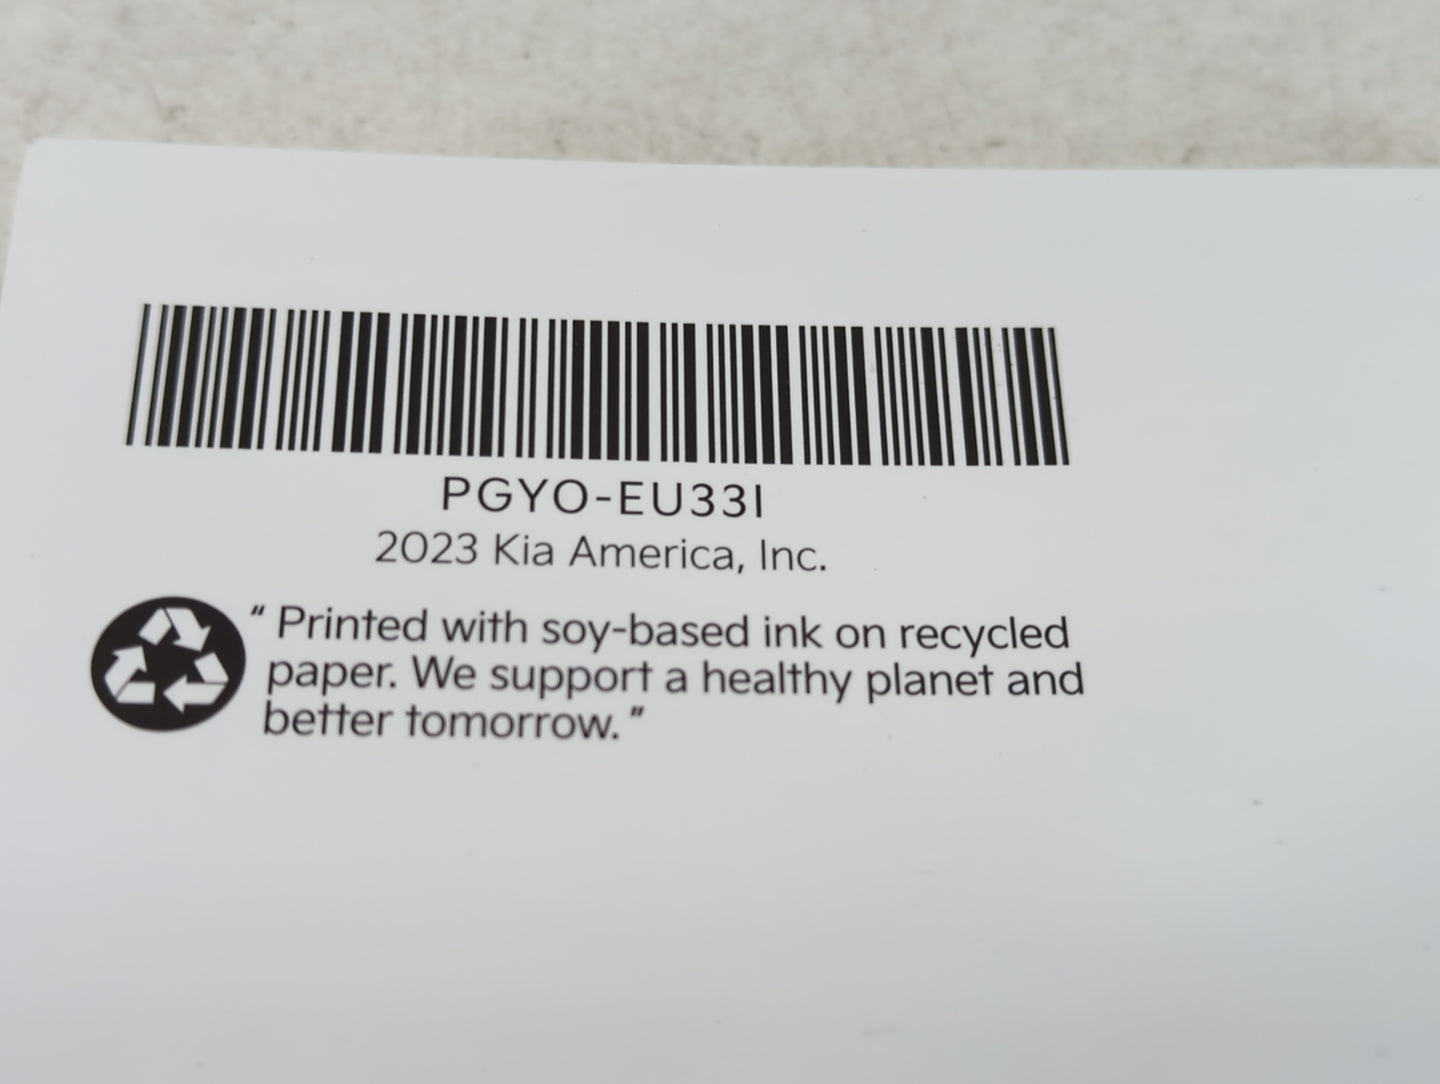 PGYO-EU33I
2023 Kia America, Inc.
" Printed with soy-based ink on recycled
paper. We support a healthy planet and
better tomorrow. "